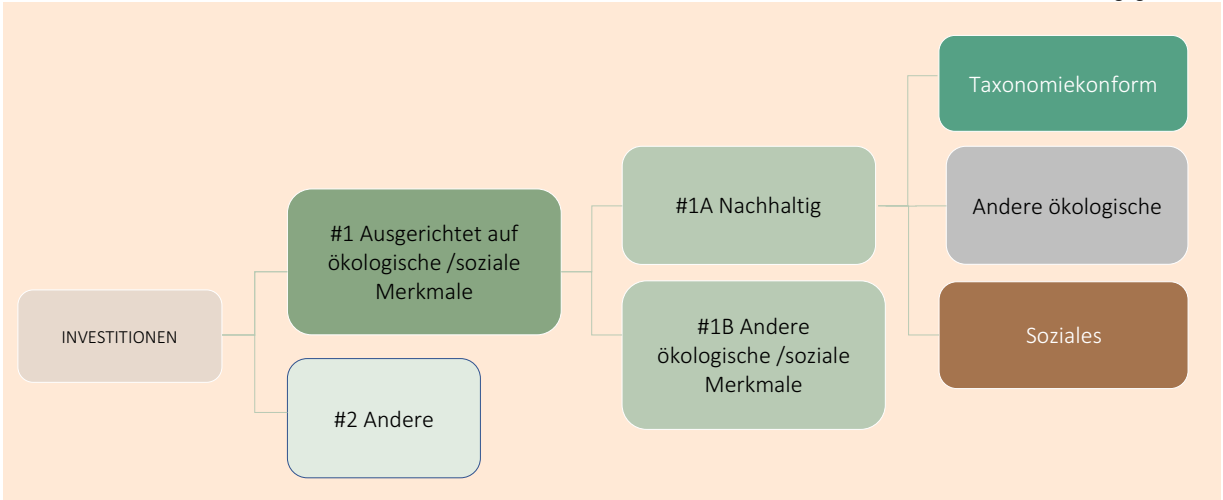 INVESTITIONEN
#1 Ausgerichtet auf
ökologische /soziale
Merkmale
#2 Andere
#1A Nachhaltig
#1B Andere
ökologische /soziale
Merkmale
Taxonomiekonform
Andere ökologische
Soziales